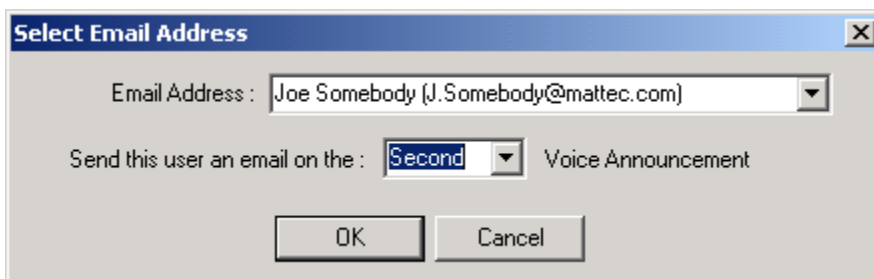 Select Email Address
Email Address : Joe Somebody (J.Somebody@mattec.com)
Send this user an email on the : Second Voice Announcement
OK Cancel